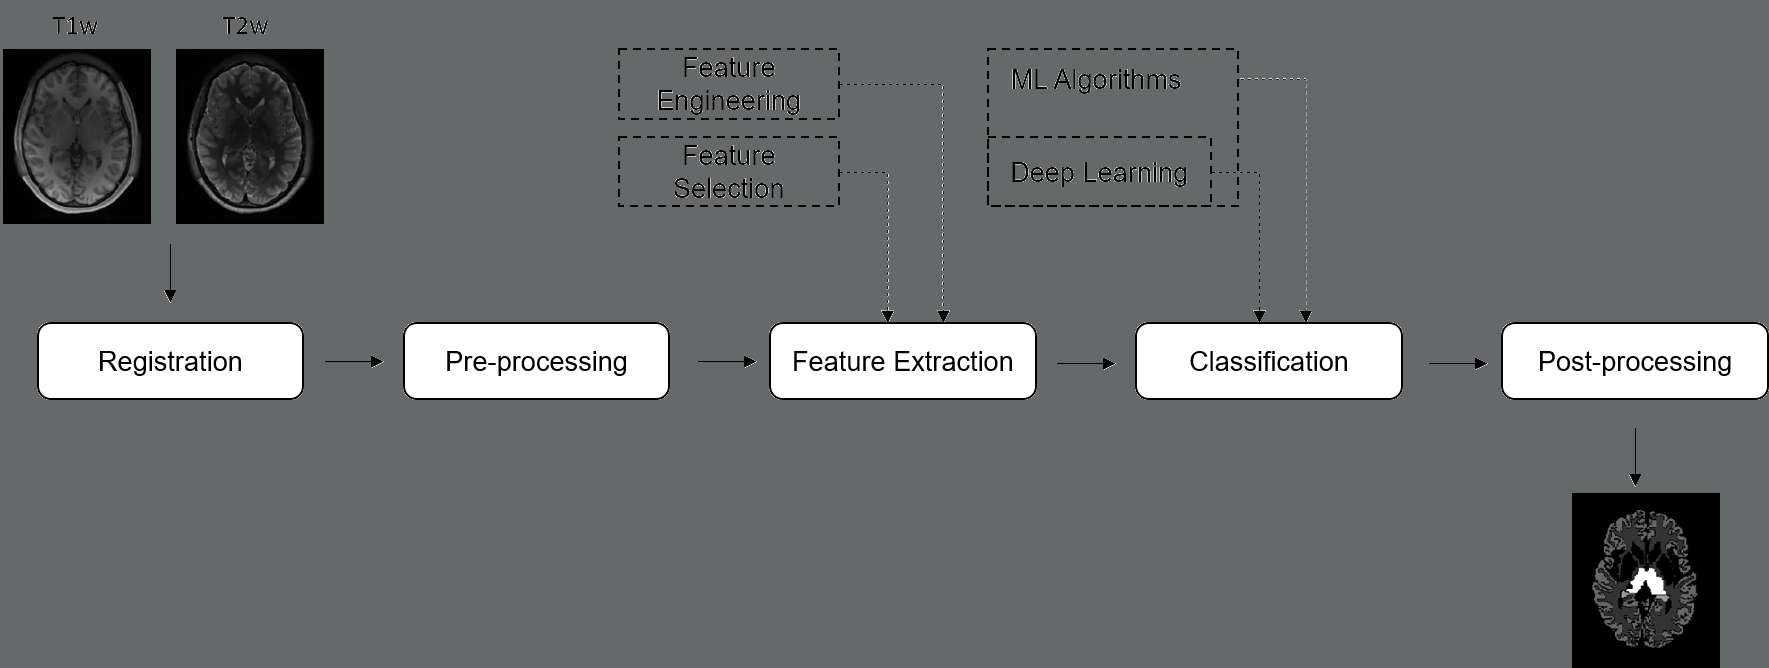 T1w
T2w
Feature
Engineering
Feature
Selection
ML Algorithms
Deep Learning
Registration
Pre-processing
Feature Extraction
Classification
Post-processing